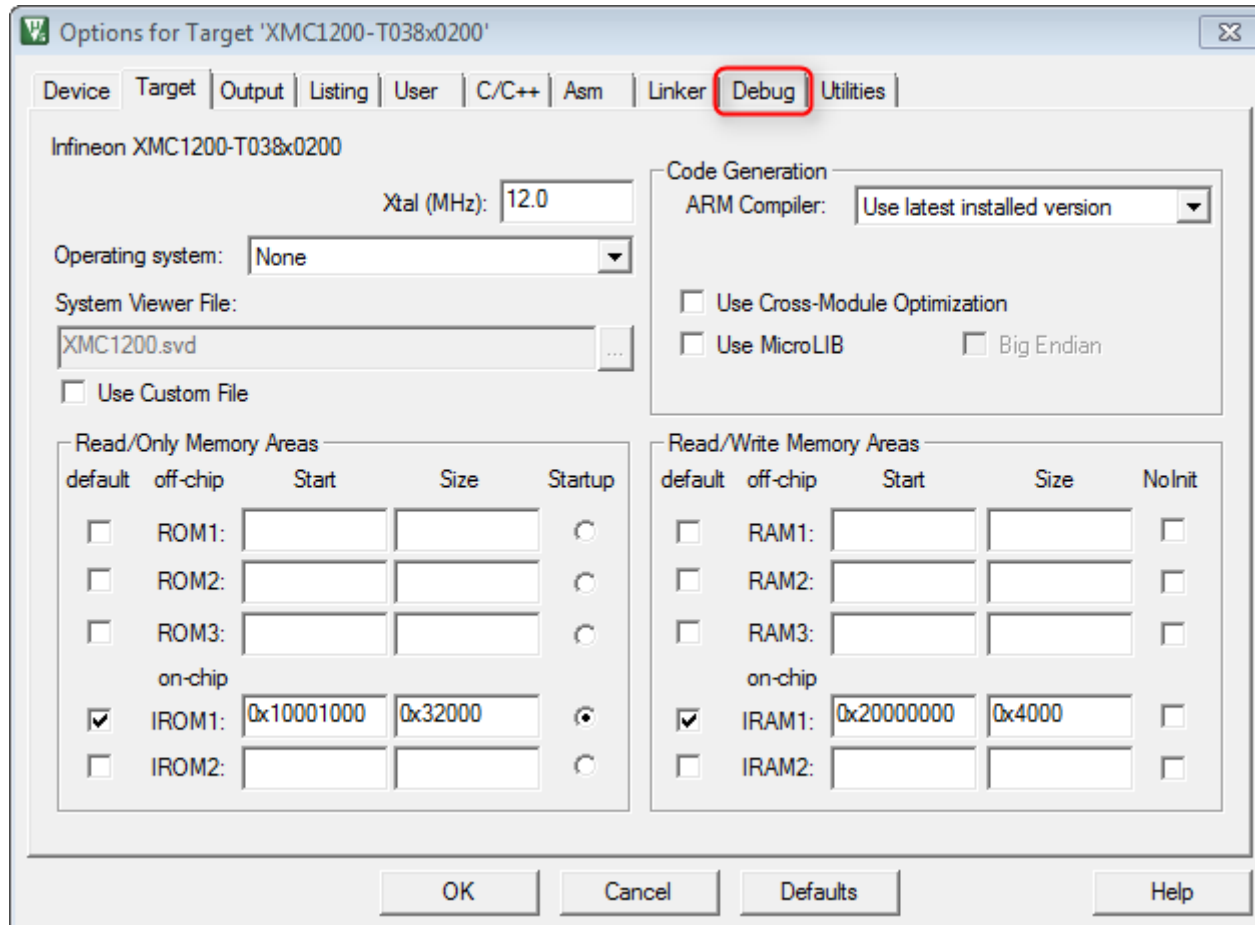 Options for Target 'XMC1200-T038x0200'
Device Target Output Listing User C/C++ Asm Linker Debug Utilities
Infineon XMC1200-T038x0200
Xtal (MHz): 12.0
Operating system: None
System Viewer File:
XMC1200.svd ...
Use Custom File
Code Generation
ARM Compiler: Use latest installed version
Use Cross-Module Optimization
Use MicroLIB Big Endian
Read/Only Memory Areas
default off-chip Start Size Startup
ROM1:
ROM2:
ROM3:
on-chip
IROM1: 0x10001000 0x32000
IROM2:
Read/Write Memory Areas
default off-chip Start Size NoInit
RAM1:
RAM2:
RAM3:
on-chip
IRAM1: 0x20000000 0x4000
IRAM2:
OK Cancel Defaults Help